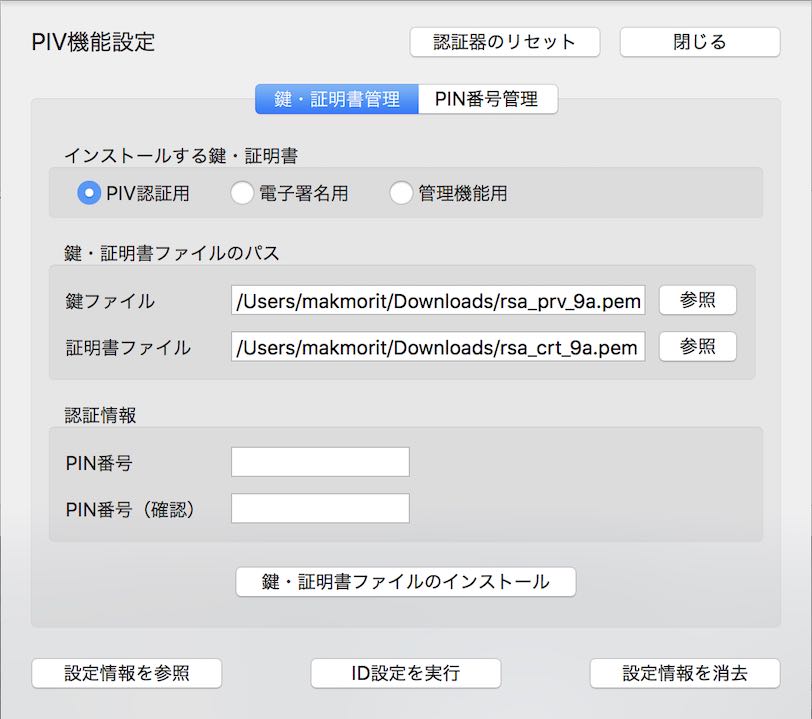 PIV機能設定
認証器のリセット
閉じる
鍵・証明書管理
PIN番号管理
インストールする鍵・証明書
PIV認証用
電子署名用
管理機能用
鍵・証明書ファイルのパス
鍵ファイル
/Users/makmorit/Downloads/rsa_prv_9a.pem
参照
証明書ファイル
/Users/makmorit/Downloads/rsa_crt_9a.pem
参照
認証情報
PIN番号
PIN番号（確認）
鍵・証明書ファイルのインストール
設定情報を参照
ID設定を実行
設定情報を消去